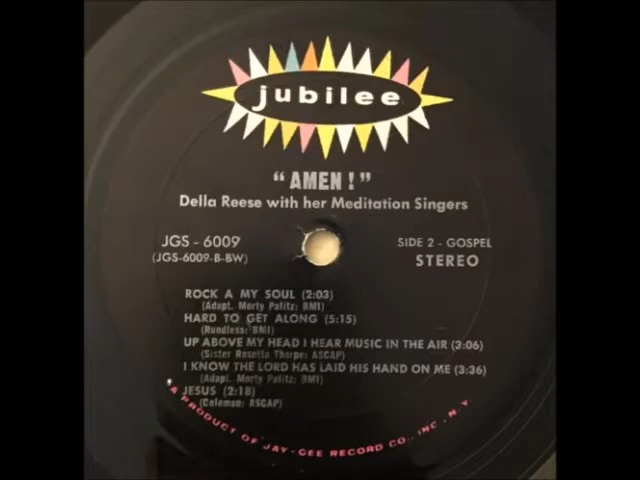 jubilee
"AMEN!"
Della Reese with her Meditation Singers
JGS - 6009
(JGS-6009-B-BW)
SIDE 2 - GOSPEL
STEREO
ROCK A MY SOUL (2:03)
(Adapt. Morty Palitz: BMI)
HARD TO GET ALONG (5:15)
(Rundless: BMI)
UP ABOVE MY HEAD I HEAR MUSIC IN THE AIR (3:06)
(Sister Rosetta Thorpe: ASCAP)
I KNOW THE LORD HAS LAID HIS HAND ON ME (3:36)
(Adapt. Morty Palitz: BMI)
JESUS (2:18)
(Coleman: ASCAP)
A PRODUCT OF JAY-GEE RECORD CO., INC. N.Y.